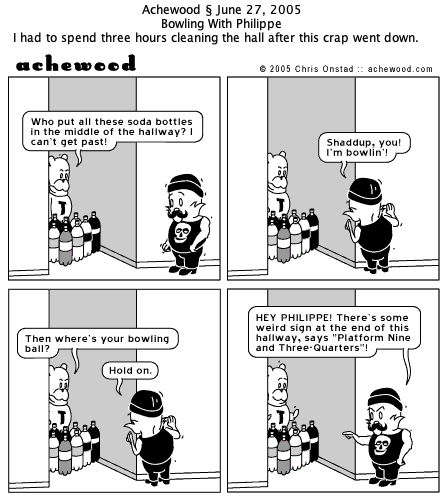 Achewood § June 27, 2005
Bowling With Philippe
I had to spend three hours cleaning the hall after this crap went down.
achewood
© 2005 Chris Onstad :: achewood.com
Who put all these soda bottles
in the middle of the hallway? I
can't get past!
T
Shaddup, you!
I'm bowlin'!
T
Then where's your bowling
ball?
Hold on.
T
HEY PHILIPPE! There's some
weird sign at the end of this
hallway, says "Platform Nine
and Three-Quarters"!
T